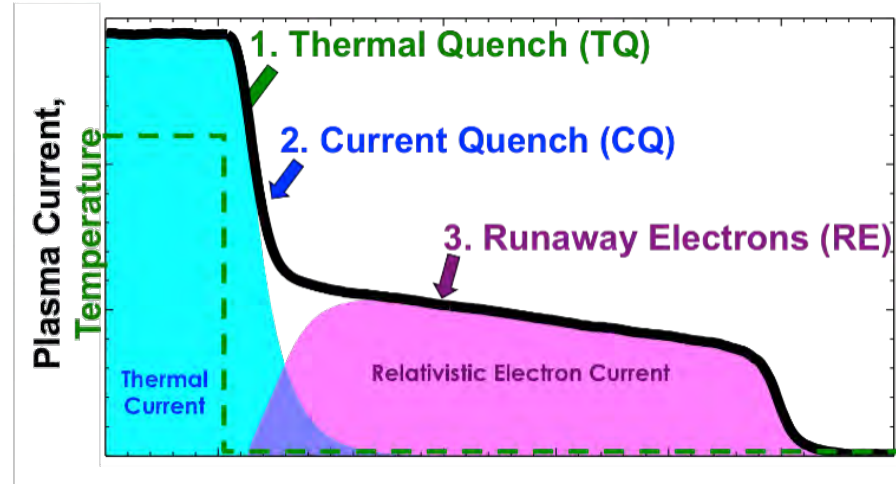 Plasma Current,
Temperature
1. Thermal Quench (TQ)
2. Current Quench (CQ)
3. Runaway Electrons (RE)
Thermal
Current
Relativistic Electron Current